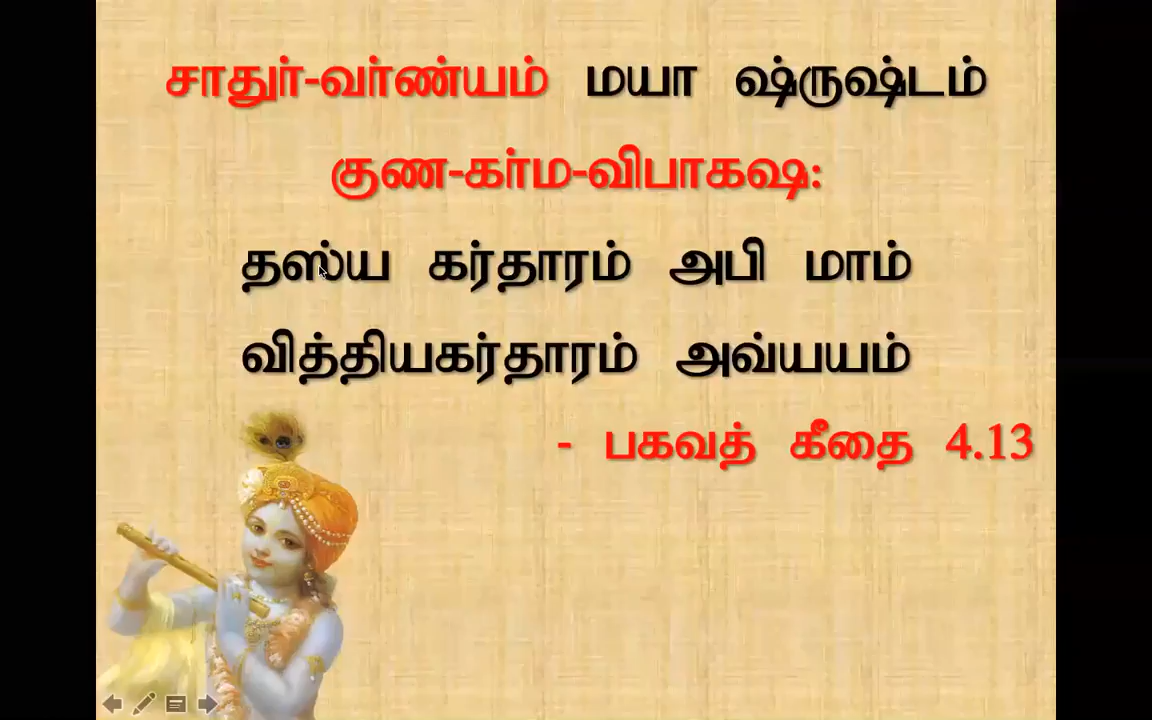 சாதுர்-வர்ண்யம் மயா ஷ்ருஷ்டம்
குண-கர்ம-விபாகஷ:
தஸ்ய கர்தாரம் அபி மாம்
வித்தியகர்தாரம் அவ்யயம்
- பகவத் கீதை 4.13